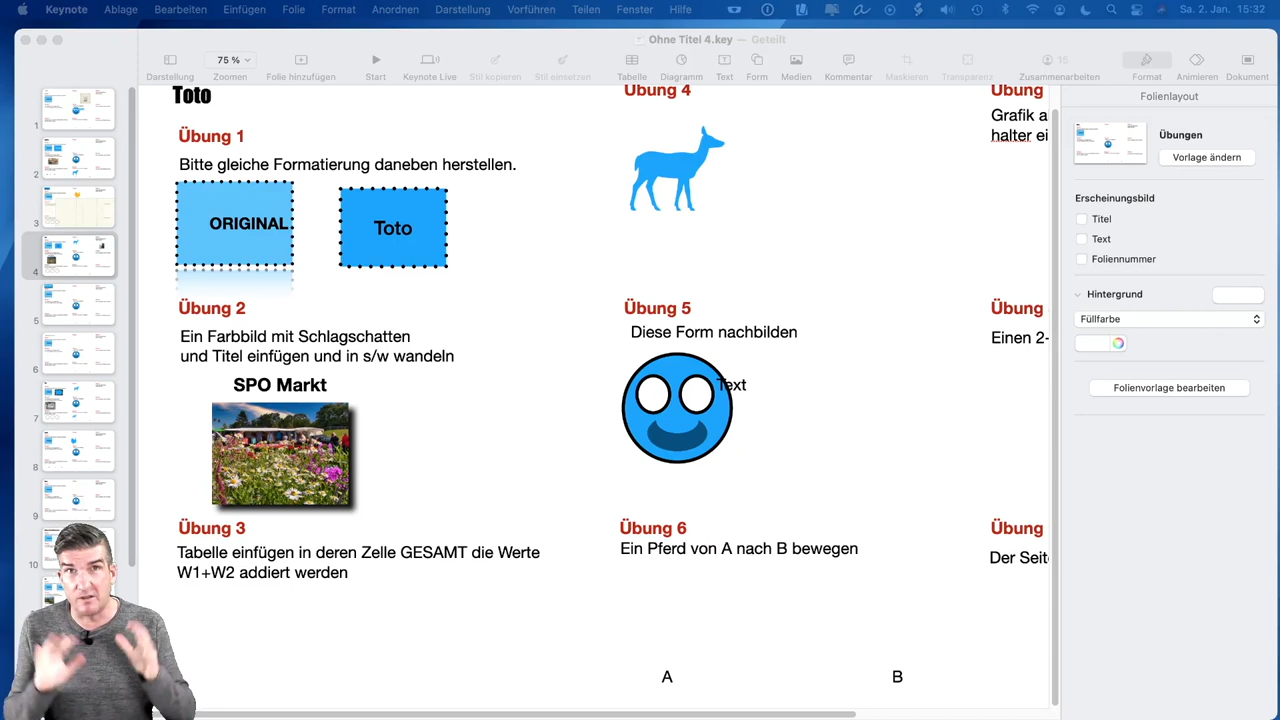 Keynote Ablage Bearbeiten Einfügen Folie Format Anordnen Darstellung Vorführen Teilen Fenster Hilfe Sa. 2. Jan. 15:32
Ohne Titel 4.key — Geteilt
75 % 15
Darstellung Zoomen Folie hinzufügen Start Keynote Live Stil kopieren Stil einsetzen Tabelle Diagramm Text Form Medien Kommentar Maskieren Transparenz Zusammenarbeiten Format Animieren Dokument
Folienlayout
Übungen
Vorlage ändern
Erscheinungsbild
Titel
Text
Foliennummer
Hintergrund
Füllfarbe
Folienvorlage bearbeiten
1
2
3
4
5
6
7
8
9
10
Toto
Übung 1
Bitte gleiche Formatierung daneben herstellen.
ORIGINAL
Toto
Übung 2
Ein Farbbild mit Schlagschatten
und Titel einfügen und in s/w wandeln
SPO Markt
Übung 3
Tabelle einfügen in deren Zelle GESAMT die Werte
W1+W2 addiert werden
Übung 4
Übung 5
Diese Form nachbilden
Text
Übung 6
Ein Pferd von A nach B bewegen
A
B
Übung
Grafik a
halter ei
Übung
Einen 2-
Übung
Der Seit